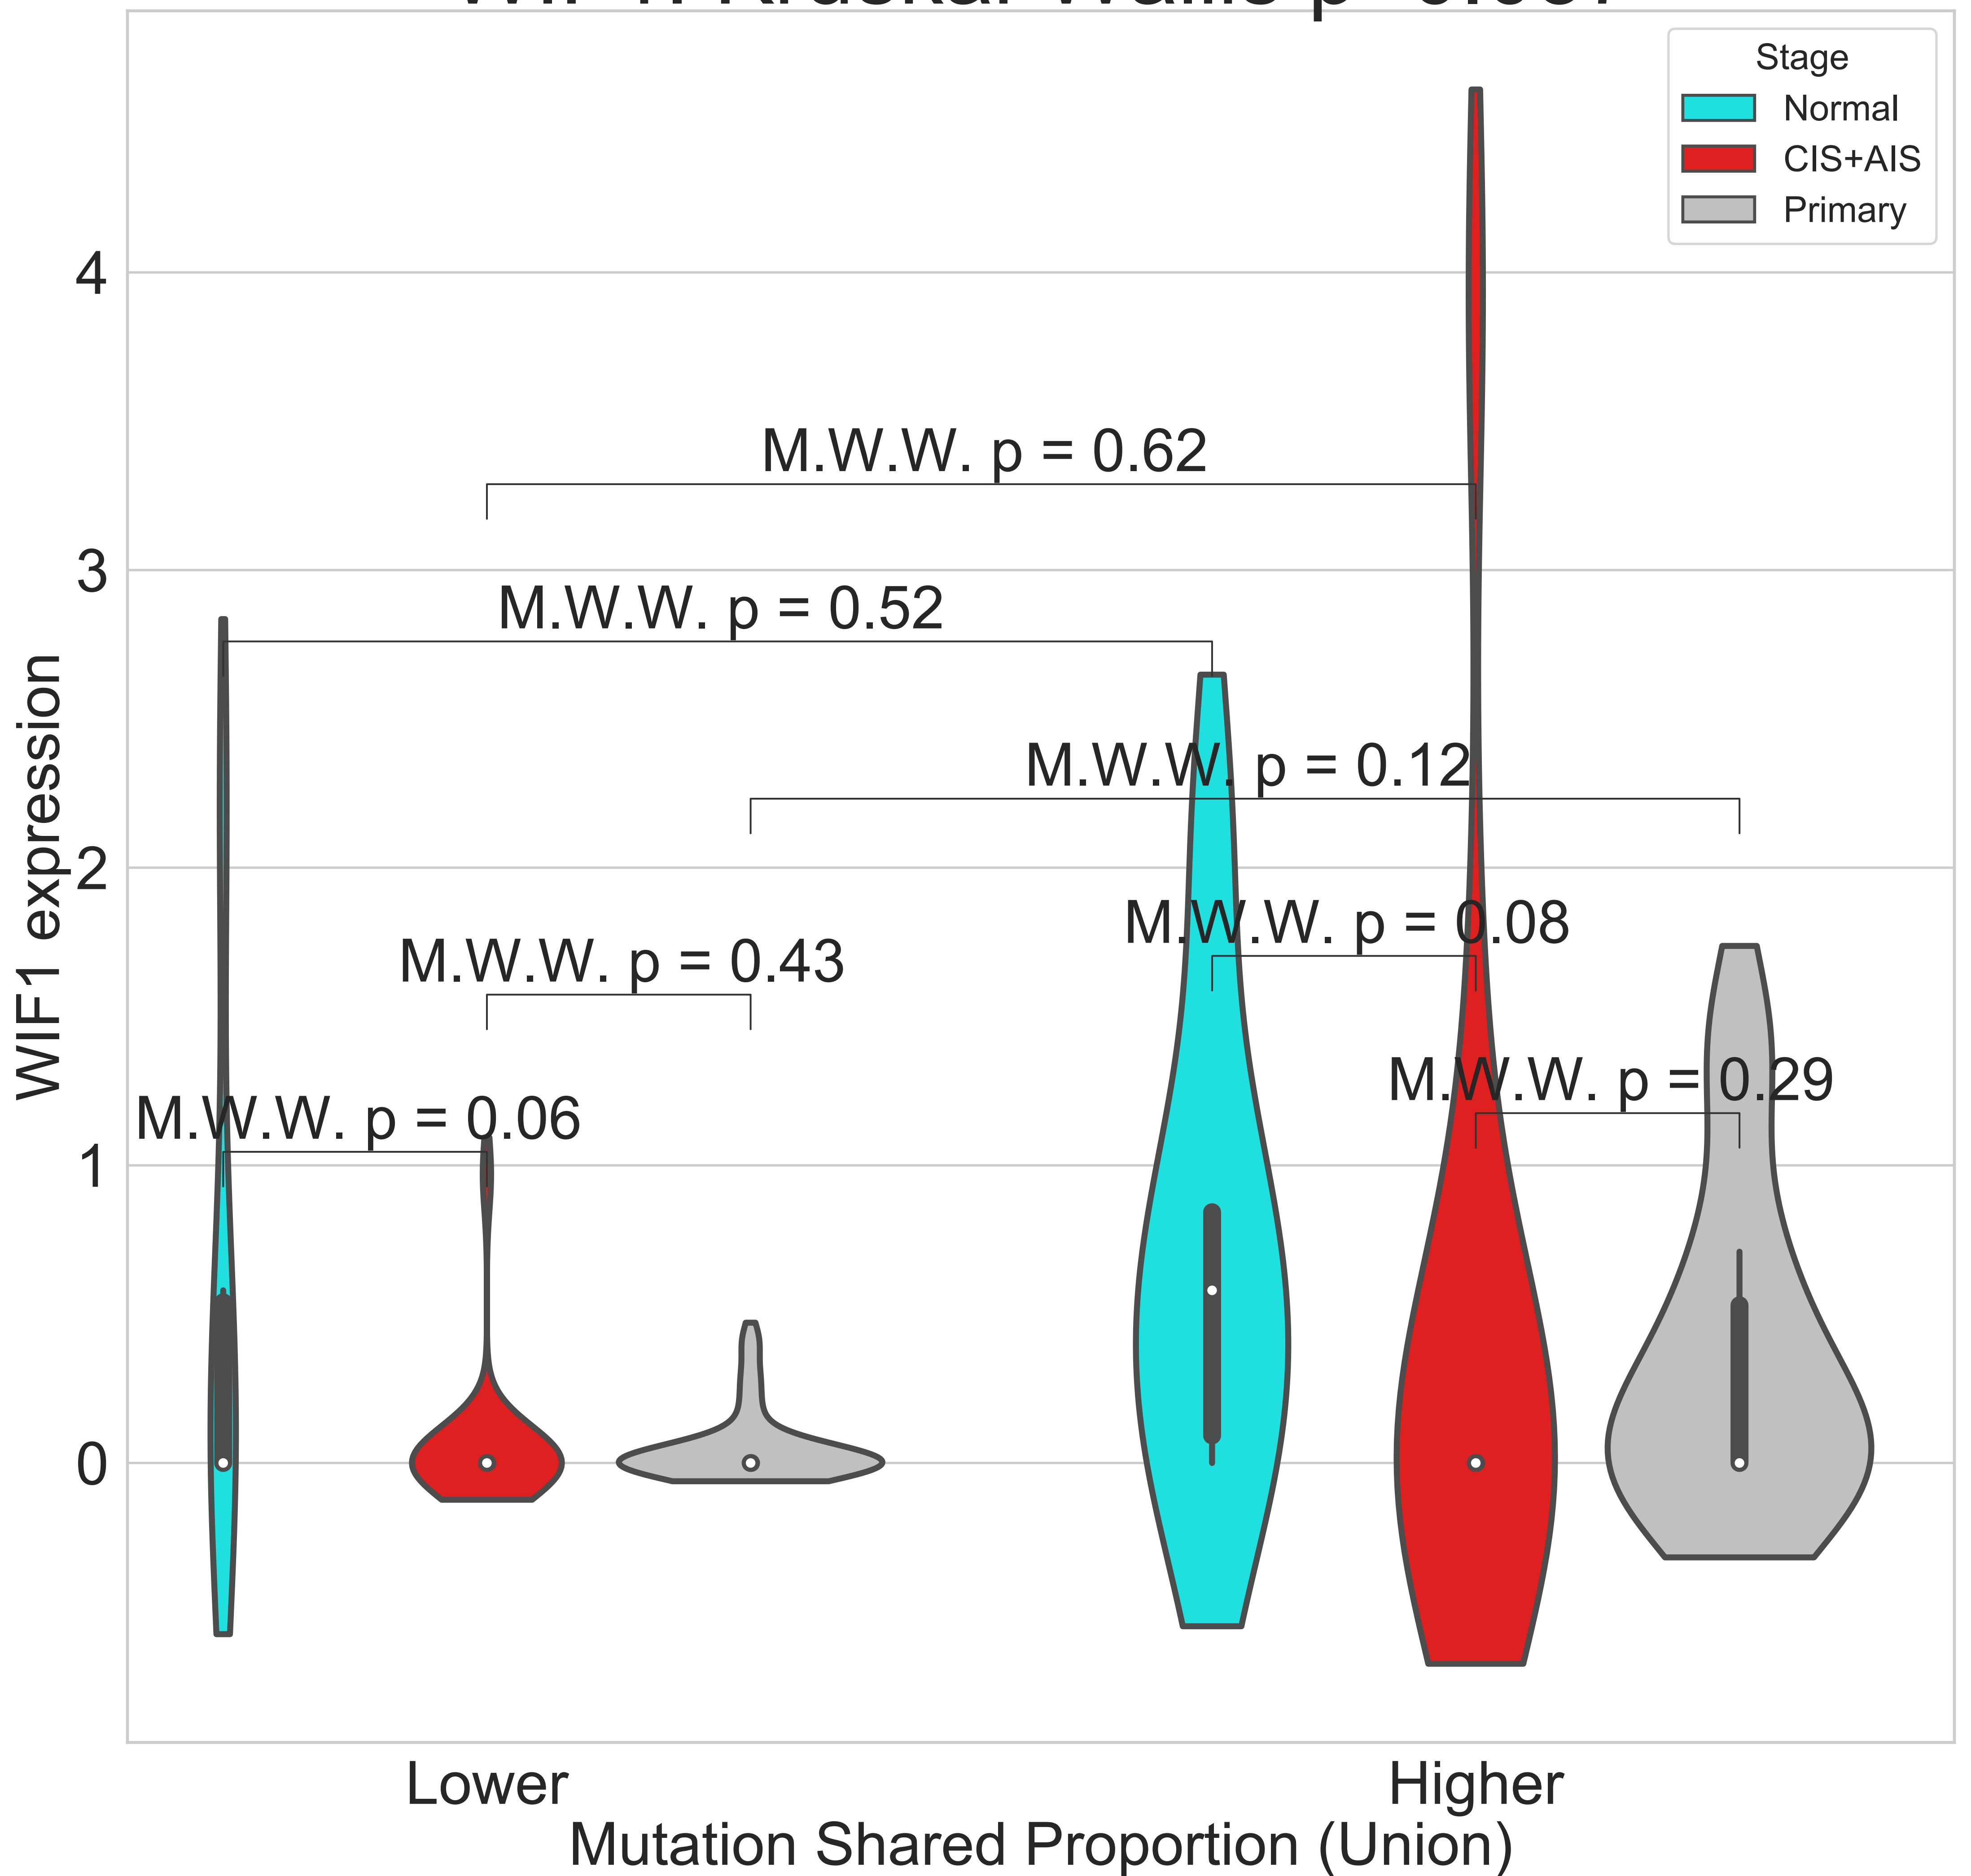 Stage
Normal
CIS+AIS
Primary
4
3
2
1
0
WIF1 expression
M.W.W. p = 0.62
M.W.W. p = 0.52
M.W.W. p = 0.12
M.W.W. p = 0.08
M.W.W. p = 0.43
M.W.W. p = 0.29
M.W.W. p = 0.06
Lower
Higher
Mutation Shared Proportion (Union)